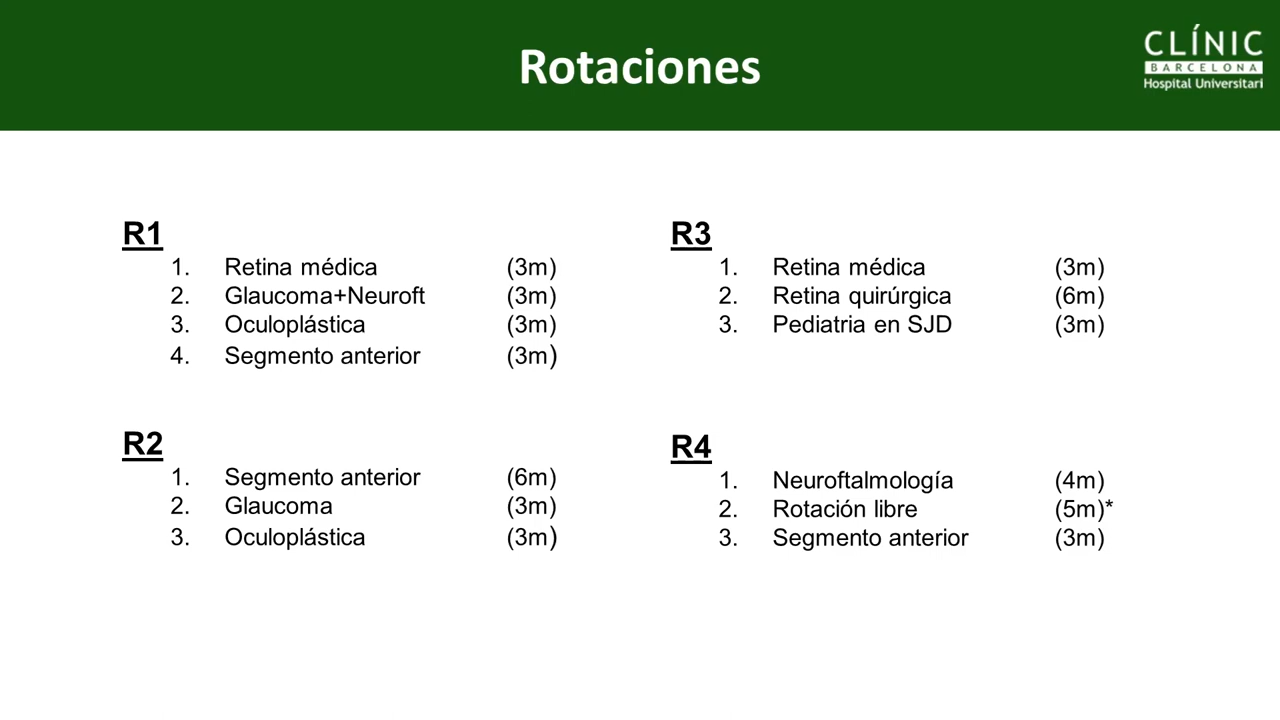 Rotaciones
CLÍNIC
BARCELONA
Hospital Universitari
R1
1. Retina médica (3m)
2. Glaucoma+Neuroft (3m)
3. Oculoplástica (3m)
4. Segmento anterior (3m)
R2
1. Segmento anterior (6m)
2. Glaucoma (3m)
3. Oculoplástica (3m)
R3
1. Retina médica (3m)
2. Retina quirúrgica (6m)
3. Pediatria en SJD (3m)
R4
1. Neuroftalmología (4m)
2. Rotación libre (5m)*
3. Segmento anterior (3m)